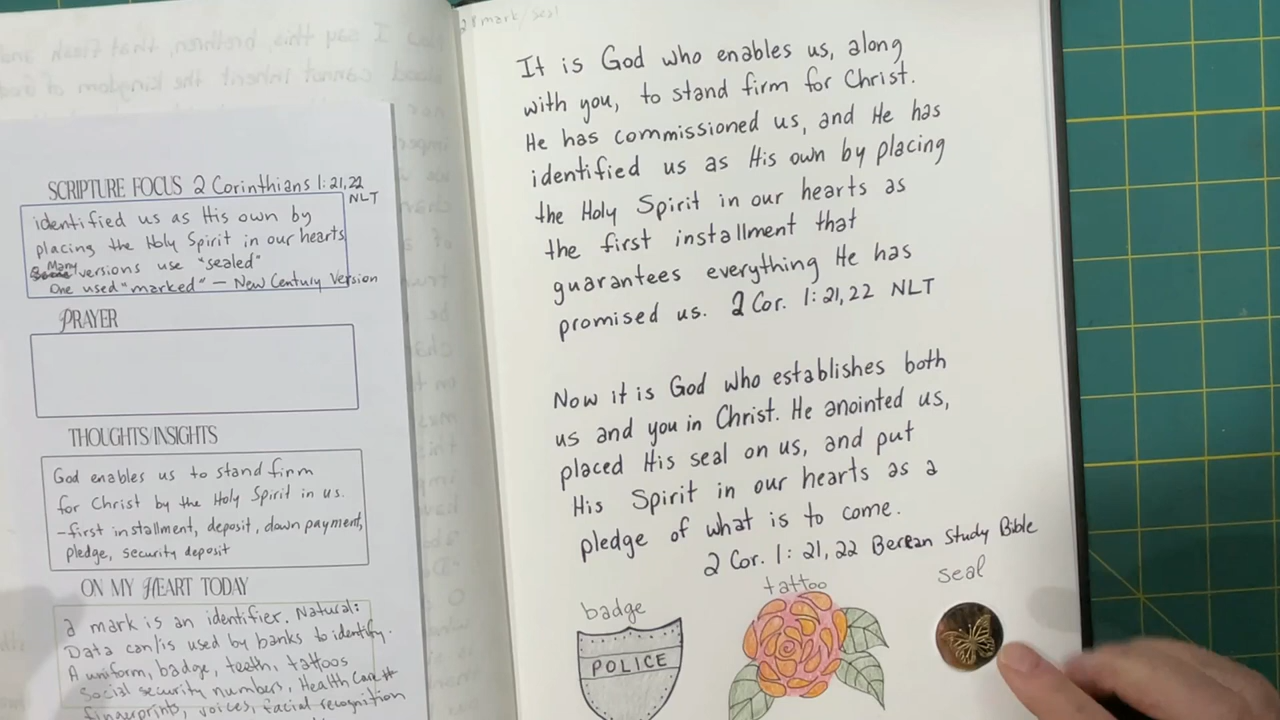 SCRIPTURE FOCUS 2 Corinthians 1:21,22
NLT
identified us as His own by
placing the Holy Spirit in our hearts
Many
versions use "sealed"
One used "marked" — New Century Version
PRAYER
THOUGHTS/INSIGHTS
God enables us to stand firm
for Christ by the Holy Spirit in us.
-first installment, deposit, down payment,
pledge, security deposit
ON MY HEART TODAY
a mark is an identifier. Natural:
Data can/is used by banks to identify.
A uniform, badge, teeth, tattoos
Social security numbers, Health Care #
fingerprints, voices, facial recognition
mark/seal
It is God who enables us, along
with you, to stand firm for Christ.
He has commissioned us, and He has
identified us as His own by placing
the Holy Spirit in our hearts as
the first installment that
guarantees everything He has
promised us. 2 Cor. 1:21,22 NLT
Now it is God who establishes both
us and you in Christ. He anointed us,
placed His seal on us, and put
His Spirit in our hearts as a
pledge of what is to come.
2 Cor. 1:21,22 Berean Study Bible
badge
tattoo
seal
POLICE